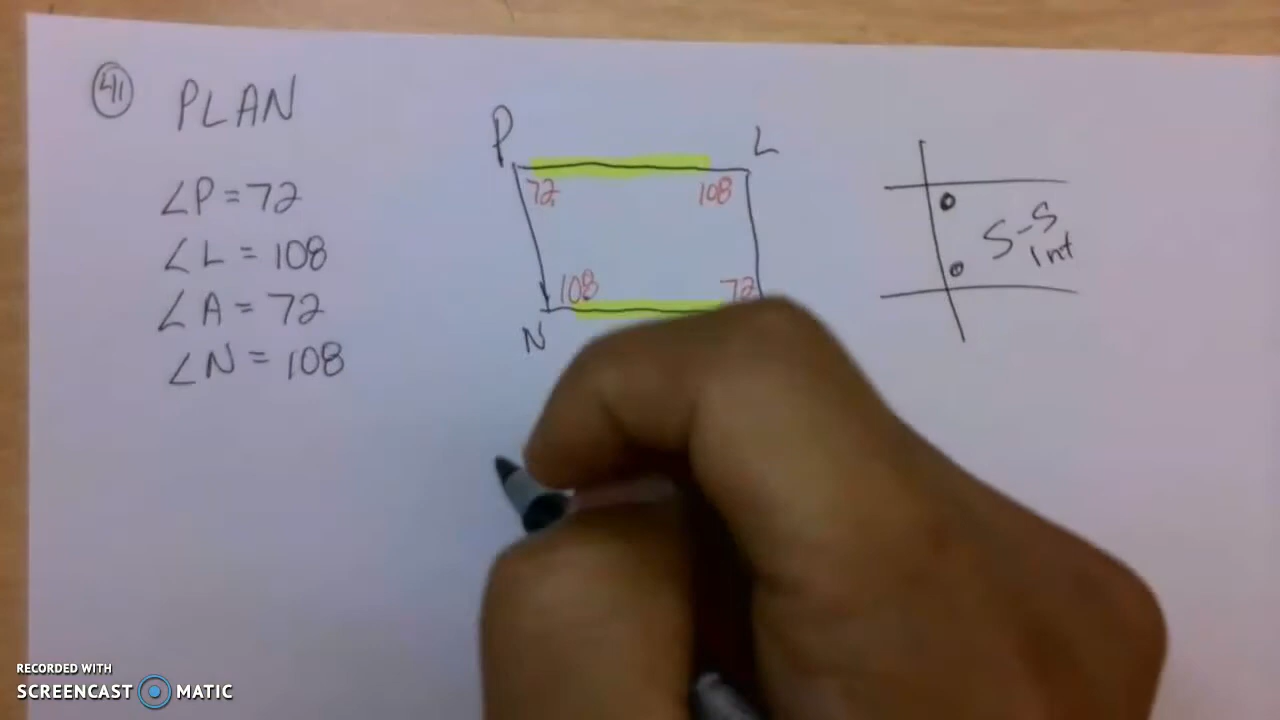 41 PLAN
∠P = 72
∠L = 108
∠A = 72
∠N = 108
P L
72 108
108 72
N
S-S
int
RECORDED WITH
SCREENCAST MATIC